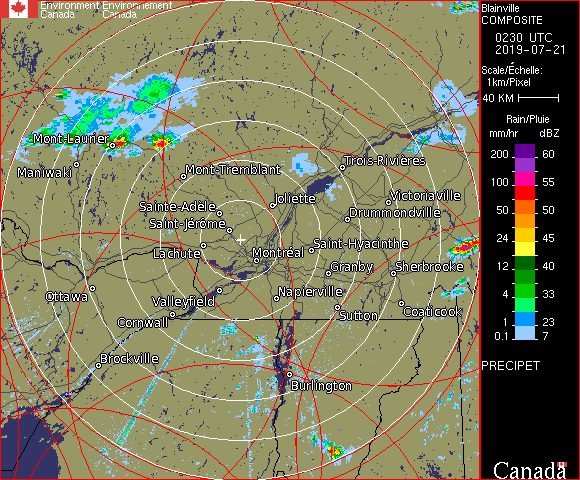 Environment Environnement
Canada Canada
Blainville
COMPOSITE
0230 UTC
2019-07-21
Scale/Échelle:
1km/Pixel
40 KM
Rain/Pluie
mm/hr dBZ
200 60
100 55
50 50
24 45
12 40
4 33
1 23
0.1 7
PRECIPET
Canada
Mont-Laurier
Maniwaki
Mont-Tremblant
Trois-Rivières
Sainte-Adèle
Joliette
Victoriaville
Saint-Jérôme
Drummondville
Lachute
Montréal
Saint-Hyacinthe
Granby
Sherbrooke
Ottawa
Valleyfield
Napierville
Cornwall
Sutton
Coaticook
Brockville
Burlington